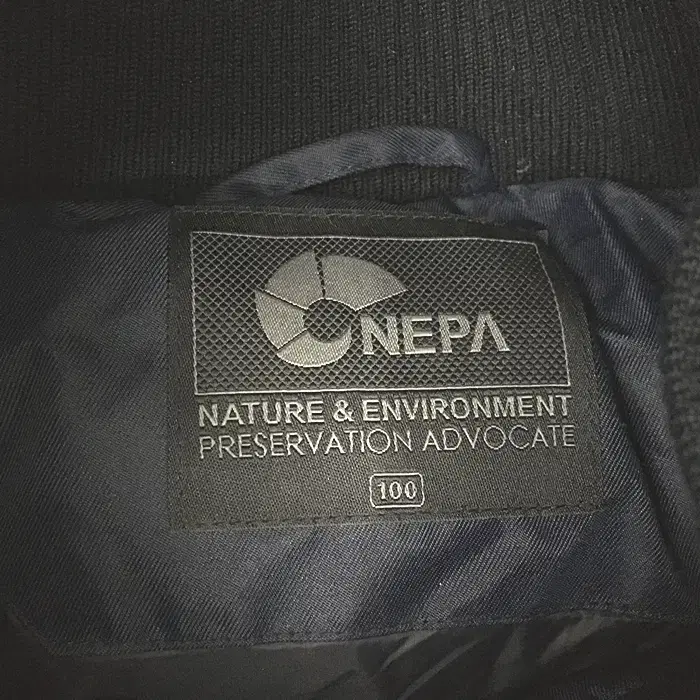 NEPA
NATURE & ENVIRONMENT
PRESERVATION ADVOCATE
100